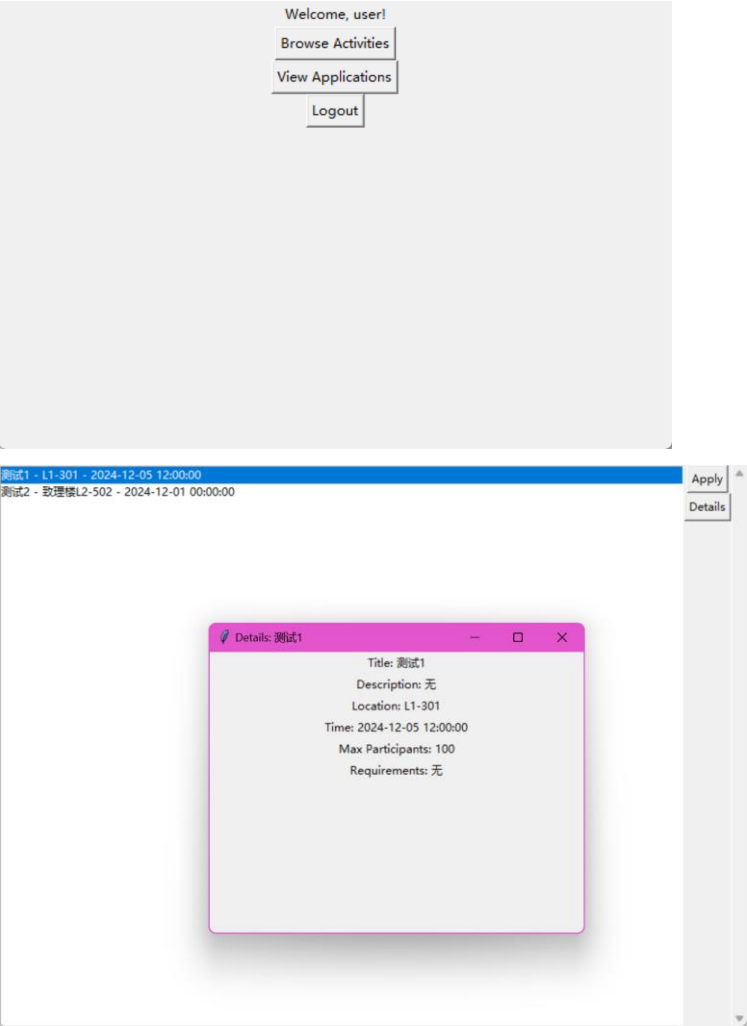 Welcome, user!
Browse Activities
View Applications
Logout
测试1 - L1-301 - 2024-12-05 12:00:00
测试2 - 致理楼L2-502 - 2024-12-01 00:00:00
Apply
Details
Details: 测试1
Title: 测试1
Description: 无
Location: L1-301
Time: 2024-12-05 12:00:00
Max Participants: 100
Requirements: 无